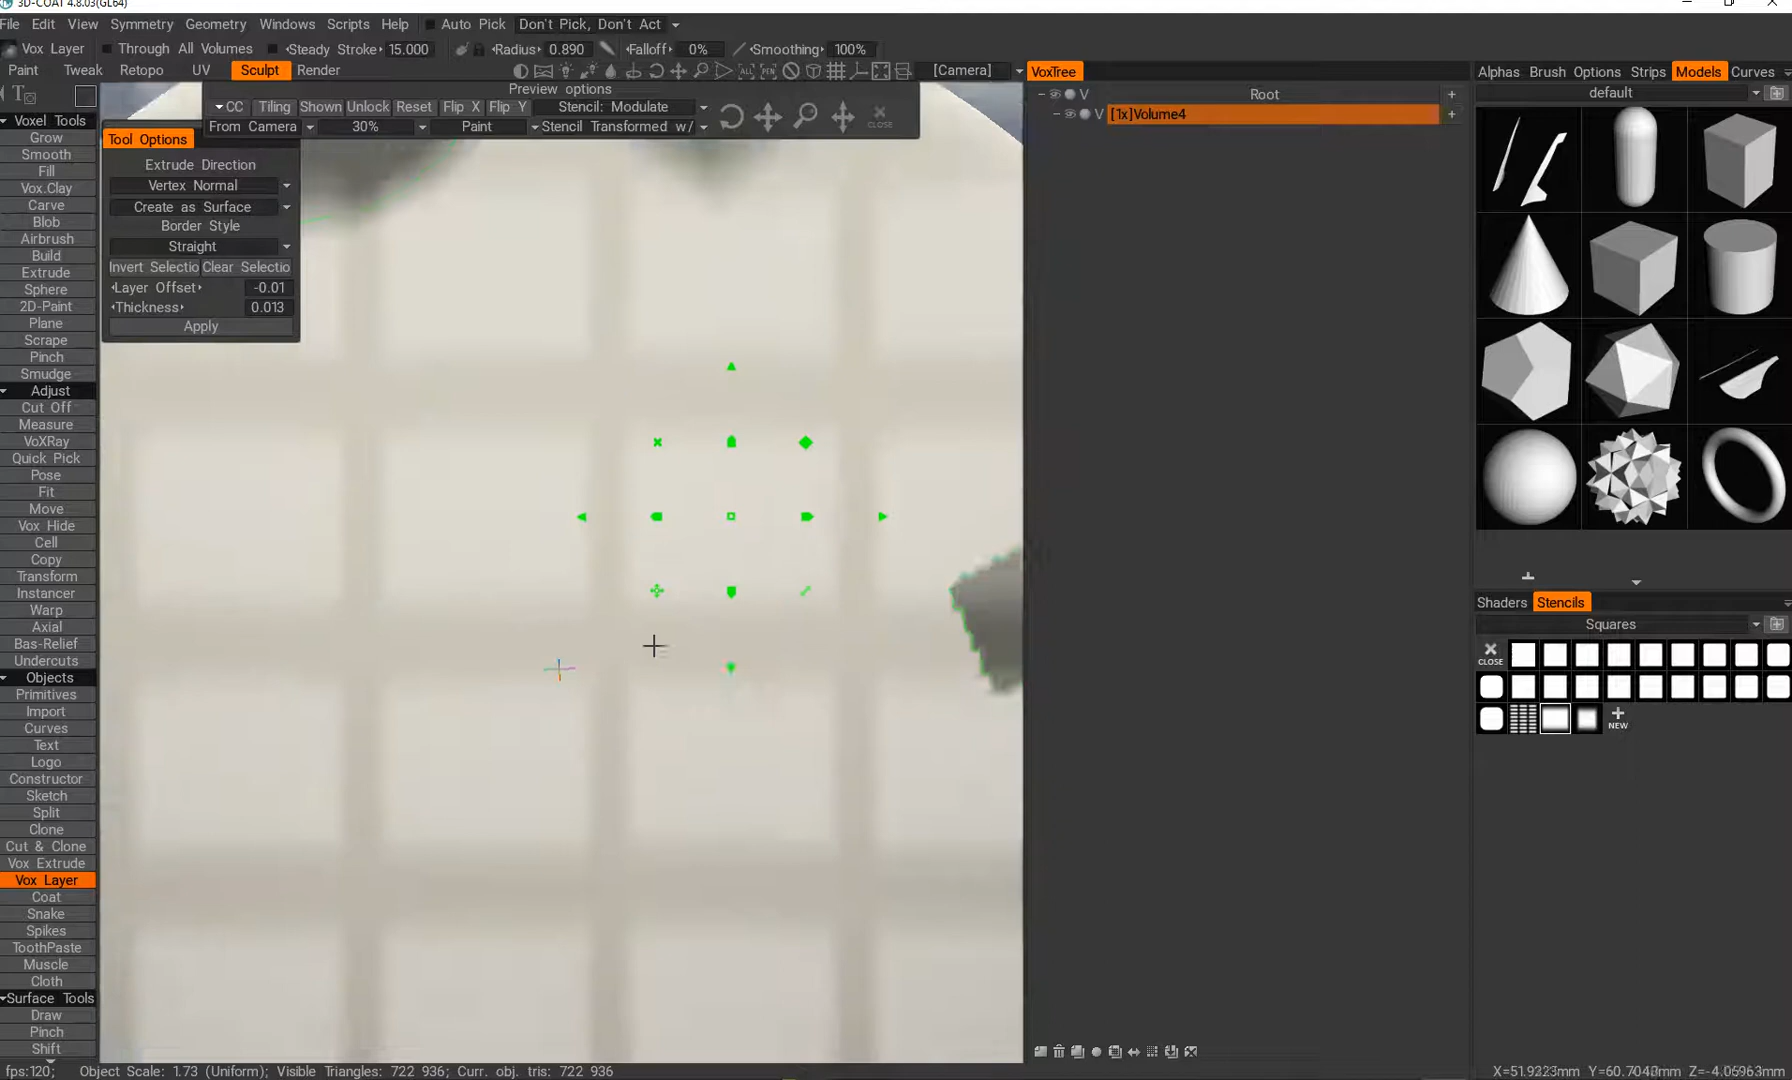 3D-COAT 4.8.03(GL64)
File Edit View Symmetry Geometry Windows Scripts Help Auto Pick Don't Pick, Don't Act
Vox Layer Through All Volumes Steady Stroke 15.000 Radius 0.890 Falloff 0% Smoothing 100%
Paint Tweak Retopo UV Sculpt Render ALL PEN [Camera] VoxTree Alphas Brush Options Strips Models Curves
Preview options
CC Tiling Shown Unlock Reset Flip X Flip Y Stencil: Modulate
From Camera 30% Paint Stencil Transformed w/ CLOSE
Root
[1x]Volume4
V
V
default
Tool Options
Extrude Direction
Vertex Normal
Create as Surface
Border Style
Straight
Invert Selectio Clear Selectio
Layer Offset -0.01
Thickness 0.013
Apply
Voxel Tools
Grow
Smooth
Fill
Vox.Clay
Carve
Blob
Airbrush
Build
Extrude
Sphere
2D-Paint
Plane
Scrape
Pinch
Smudge
Adjust
Cut Off
Measure
VoXRay
Quick Pick
Pose
Fit
Move
Vox Hide
Cell
Copy
Transform
Instancer
Warp
Axial
Bas-Relief
Undercuts
Objects
Primitives
Import
Curves
Text
Logo
Constructor
Sketch
Split
Clone
Cut & Clone
Vox Extrude
Vox Layer
Coat
Snake
Spikes
ToothPaste
Muscle
Cloth
Surface Tools
Draw
Pinch
Shift
Shaders Stencils
Squares
CLOSE
NEW
fps:120; Object Scale: 1.73 (Uniform); Visible Triangles: 722 936; Curr. obj. tris: 722 936